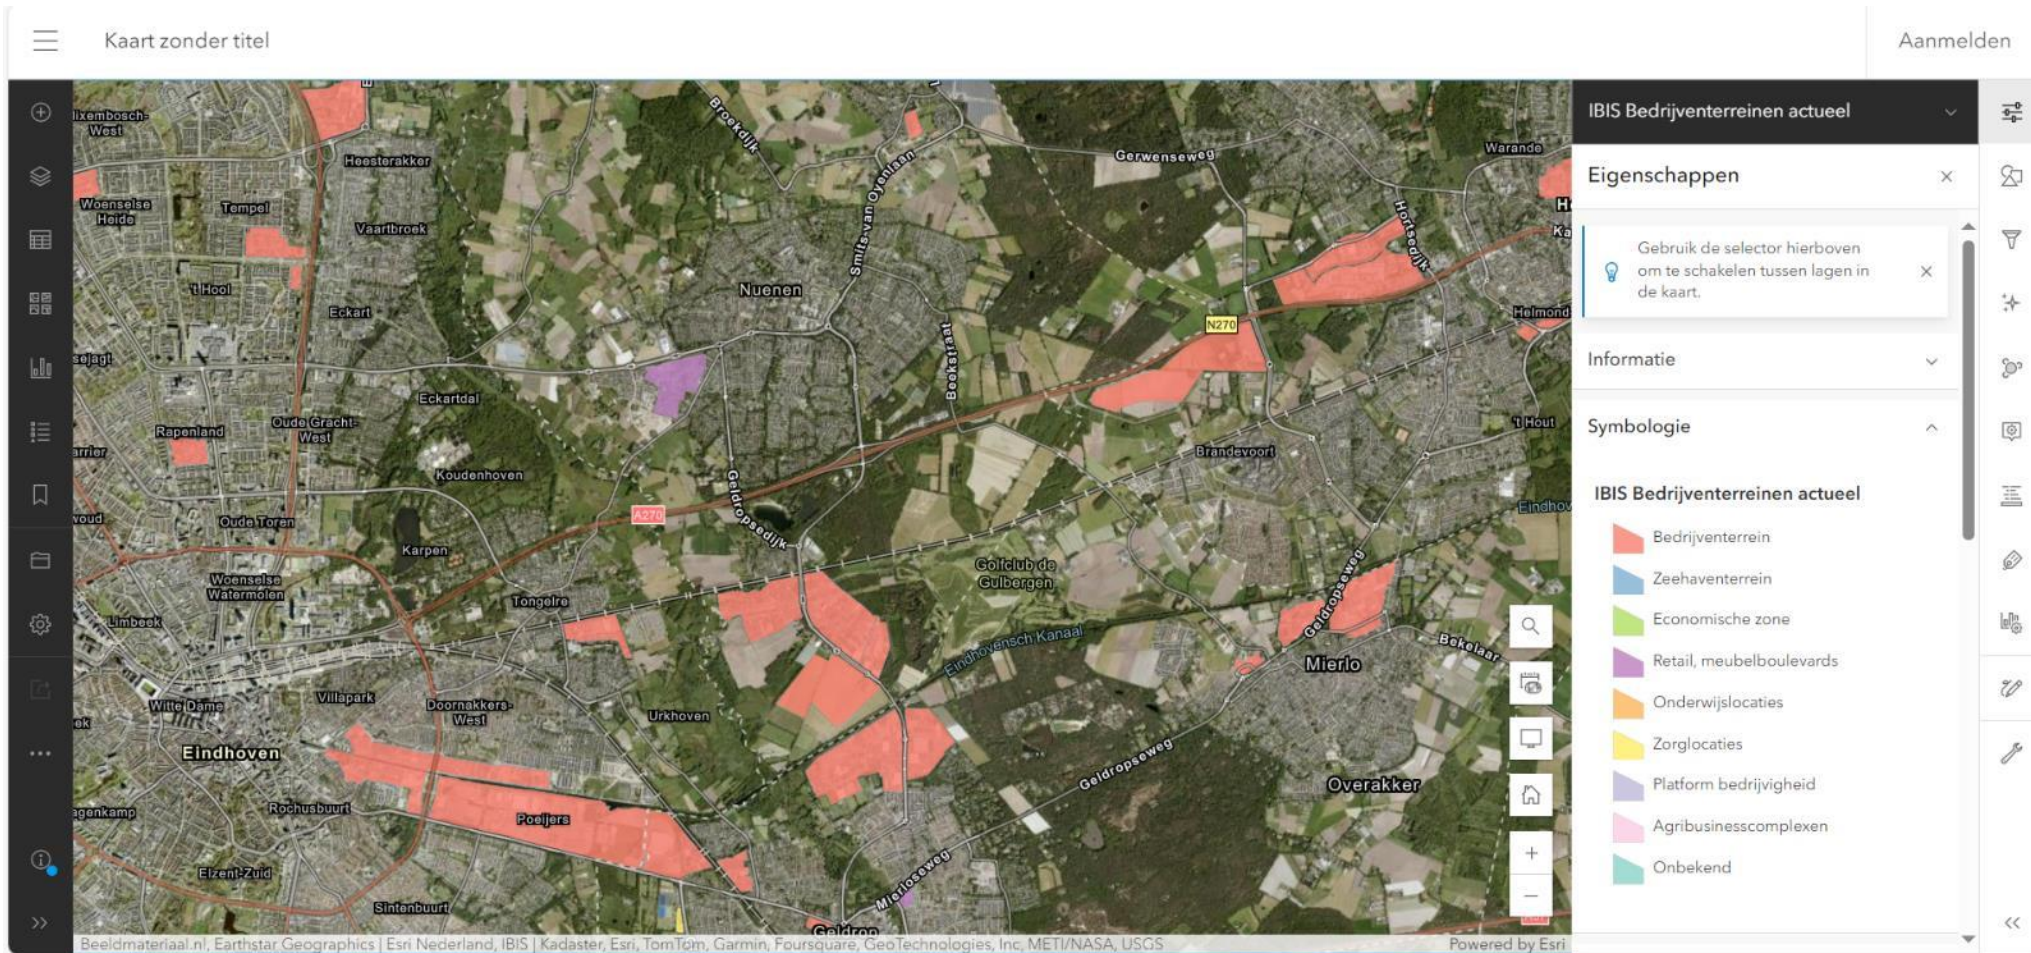 Kaart zonder titel
Aanmelden
IBIS Bedrijventerreinen actueel
Eigenschappen
Gebruik de selector hierboven
om te schakelen tussen lagen in
de kaart.
Informatie
Symbologie
IBIS Bedrijventerreinen actueel
Bedrijventerrein
Zeehaventerrein
Economische zone
Retail, meubelboulevards
Onderwijslocaties
Zorglocaties
Platform bedrijvigheid
Agribusinesscomplexen
Onbekend
West
Heesterakker
Woenselse
Heide
Tempel
Vaartbroek
't Hool
Eckart
Eckartdal
Rapenland
Oude Gracht-
West
Koudenhoven
Oude Toren
Karpen
Woenselse
Watermolen
Limbeek
Tongelre
Witte Dame
Villapark
Doornakkers-
West
Urkhoven
Eindhoven
Rochusbuurt
Poeijers
Elzent-Zuid
Sintenbuurt
Geldrop
Broekdijk
Smits van Oyenlaan
Gerwenseweg
Warande
Hortsedijk
Nuenen
N270
Helmond
Beekstraat
't Hout
Brandevoort
A270
Geldropsedijk
Golfclub de
Gulbergen
Eindhovensch Kanaal
Geldropseweg
Mierlo
Bekelaar
Overakker
Geldropseweg
Mierloseweg
Beeldmateriaal.nl, Earthstar Geographics | Esri Nederland, IBIS | Kadaster, Esri, TomTom, Garmin, Foursquare, GeoTechnologies, Inc, METI/NASA, USGS
Powered by Esri